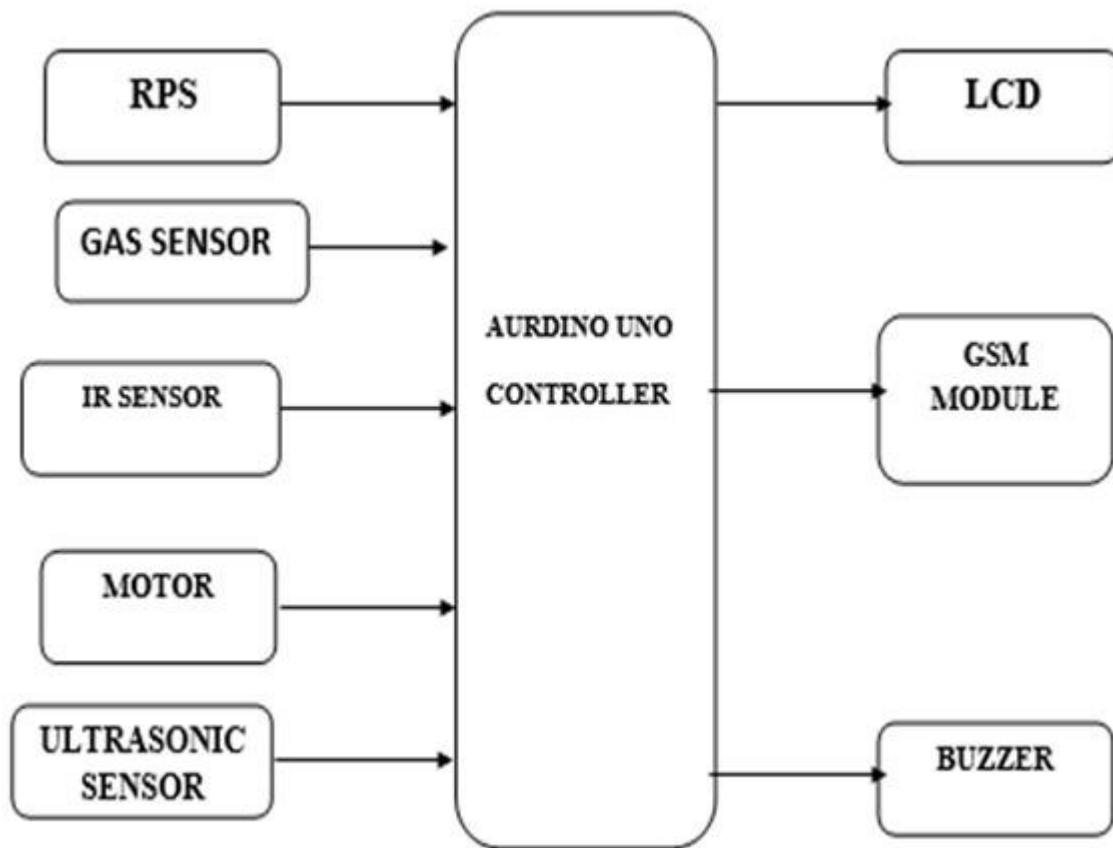 RPS
GAS SENSOR
IR SENSOR
MOTOR
ULTRASONIC
SENSOR
AURDINO UNO
CONTROLLER
LCD
GSM
MODULE
BUZZER